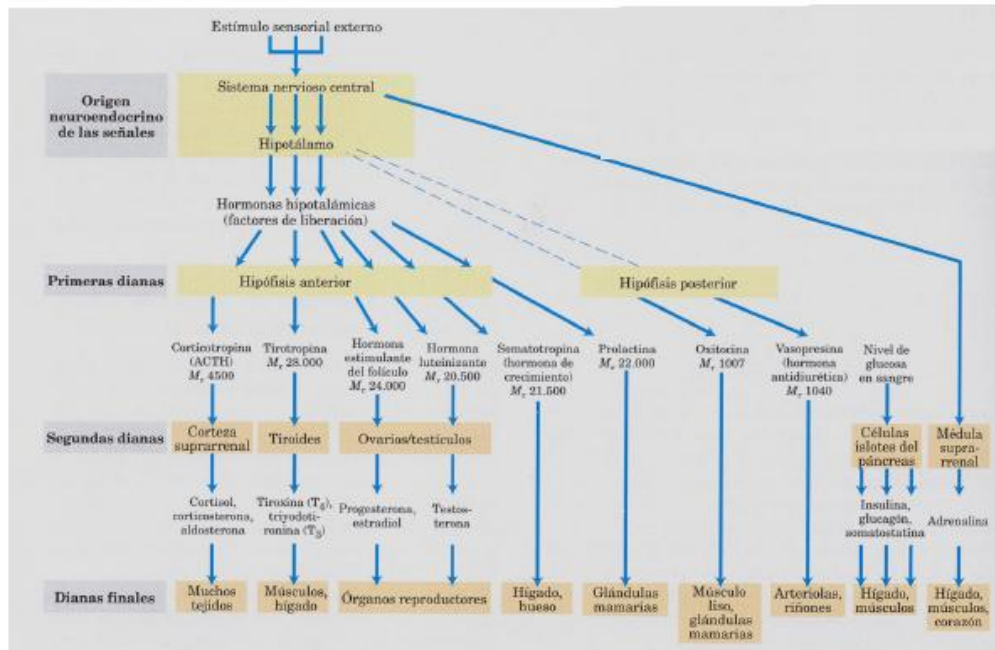 Estímulo sensorial externo
Sistema nervioso central
Origen
neuroendocrino
de las señales
Hipotálamo
Hormonas hipotalámicas
(factores de liberación)
Primeras dianas
Hipófisis anterior
Hipófisis posterior
Corticotropina
(ACTH)
Mr 4500
Tirotropina
Mr 28.000
Hormona
estimulante
del folículo
Mr 24.000
Hormona
luteinizante
Mr 20.500
Somatotropina
(hormona de
crecimiento)
Mr 21.500
Prolactina
Mr 22.000
Oxitocina
Mr 1007
Vasopresina
(hormona
antidiurética)
Mr 1040
Nivel de
glucosa
en sangre
Segundas dianas
Corteza
suprarrenal
Tiroides
Ovarios/testículos
Células
islotes del
páncreas
Médula
supra-
rrenal
Cortisol,
corticosterona,
aldosterona
Tiroxina (T4),
triyodoti-
ronina (T3)
Progesterona,
estradiol
Testos-
terona
Insulina,
glucagón,
somatostatina
Adrenalina
Dianas finales
Muchos
tejidos
Músculos,
hígado
Órganos reproductores
Hígado,
hueso
Glándulas
mamarias
Músculo
liso,
glándulas
mamarias
Arteriolas,
riñones
Hígado,
músculos
Hígado,
músculos,
corazón